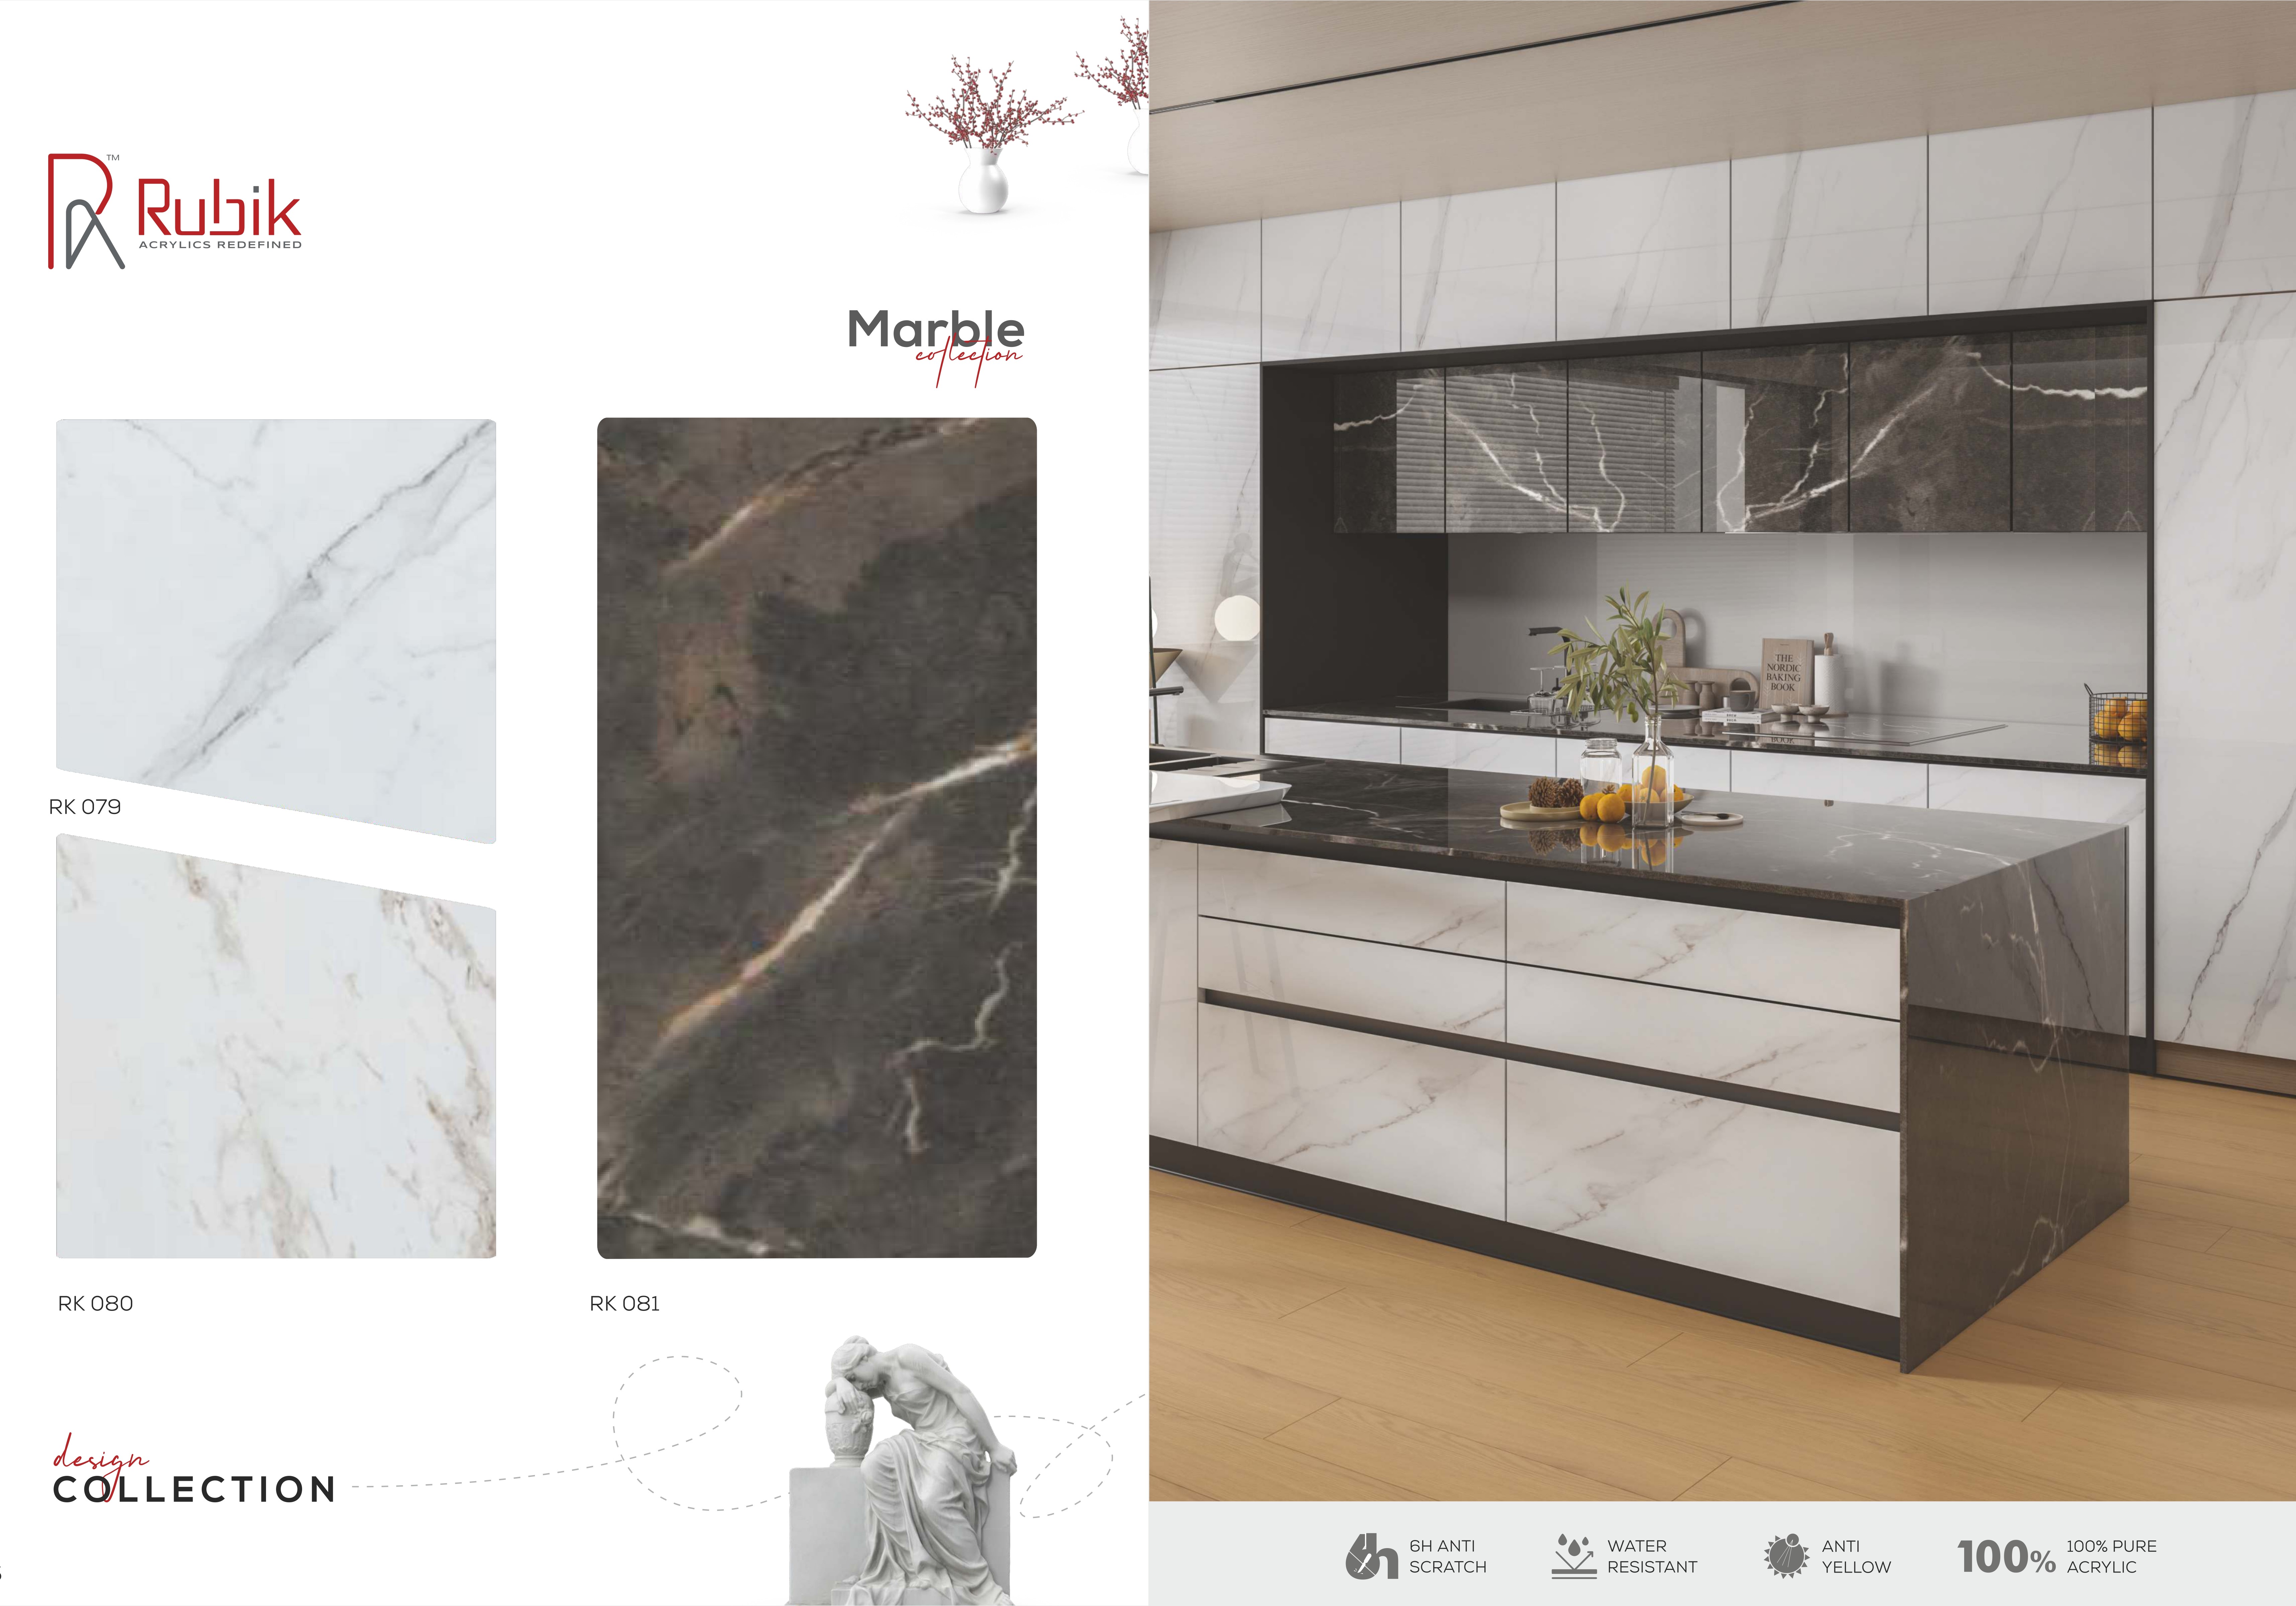 TM
Rubik
ACRYLICS REDEFINED
Marble
collection
RK 079
RK 080
RK 081
design
COLLECTION
THE
NORDIC
BAKING
BOOK
6h
6H ANTI
SCRATCH
WATER
RESISTANT
ANTI
YELLOW
100%
100% PURE
ACRYLIC